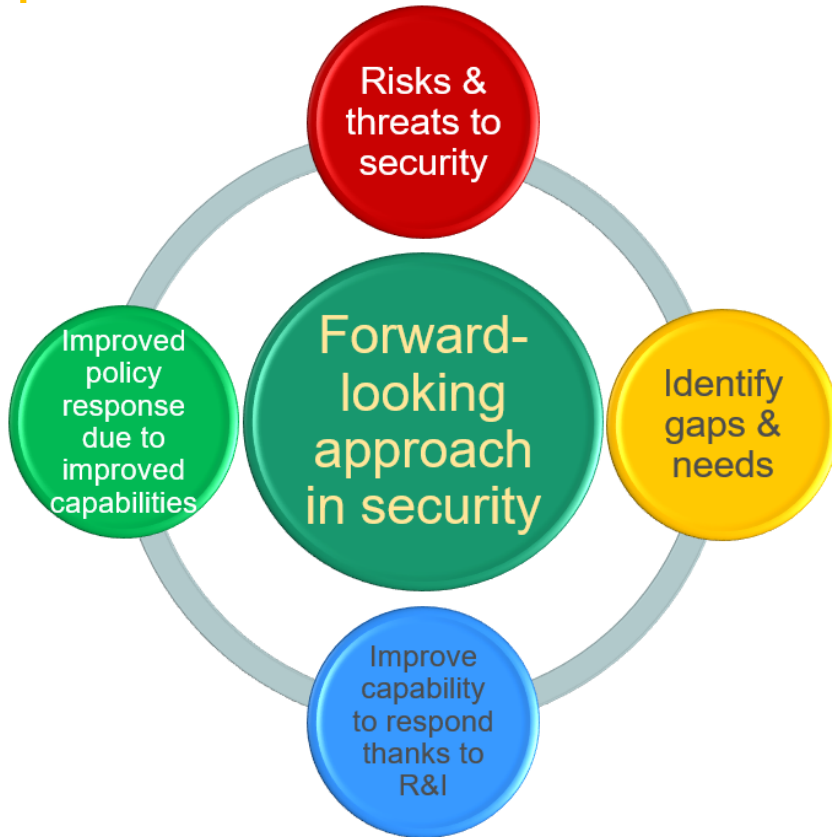 Risks &
threats to
security
Forward-
looking
approach
in security
Identify
gaps &
needs
Improve
capability
to respond
thanks to
R&I
Improved
policy
response
due to
improved
capabilities